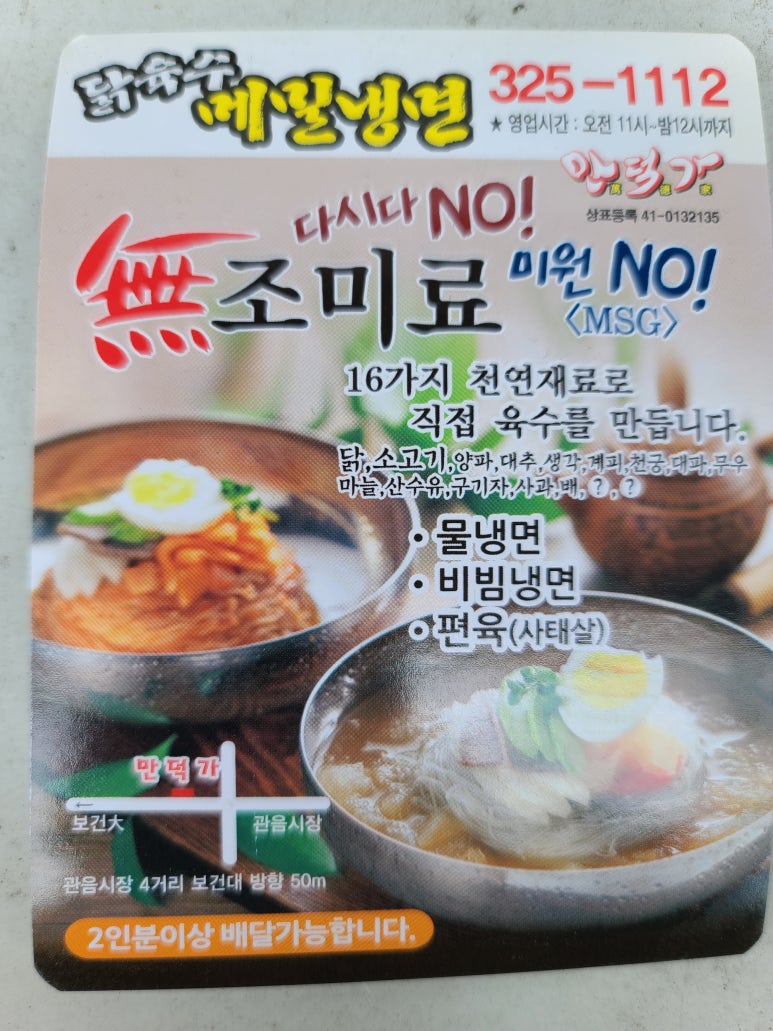 닭육수 메밀냉면
325-1112
★ 영업시간 : 오전 11시~밤12시까지
만덕가
萬 德 家
상표등록 41-0132135
다시다 NO!
無조미료
미원 NO!
<MSG>
16가지 천연재료로
직접 육수를 만듭니다.
닭,소고기,양파,대추,생각,계피,천궁,대파,무우
마늘,산수유,구기자,사과,배, ? , ?
• 물냉면
• 비빔냉면
• 편육(사태살)
만덕가
←
보건大
관음시장
관음시장 4거리 보건대 방향 50m
2인분이상 배달가능합니다.